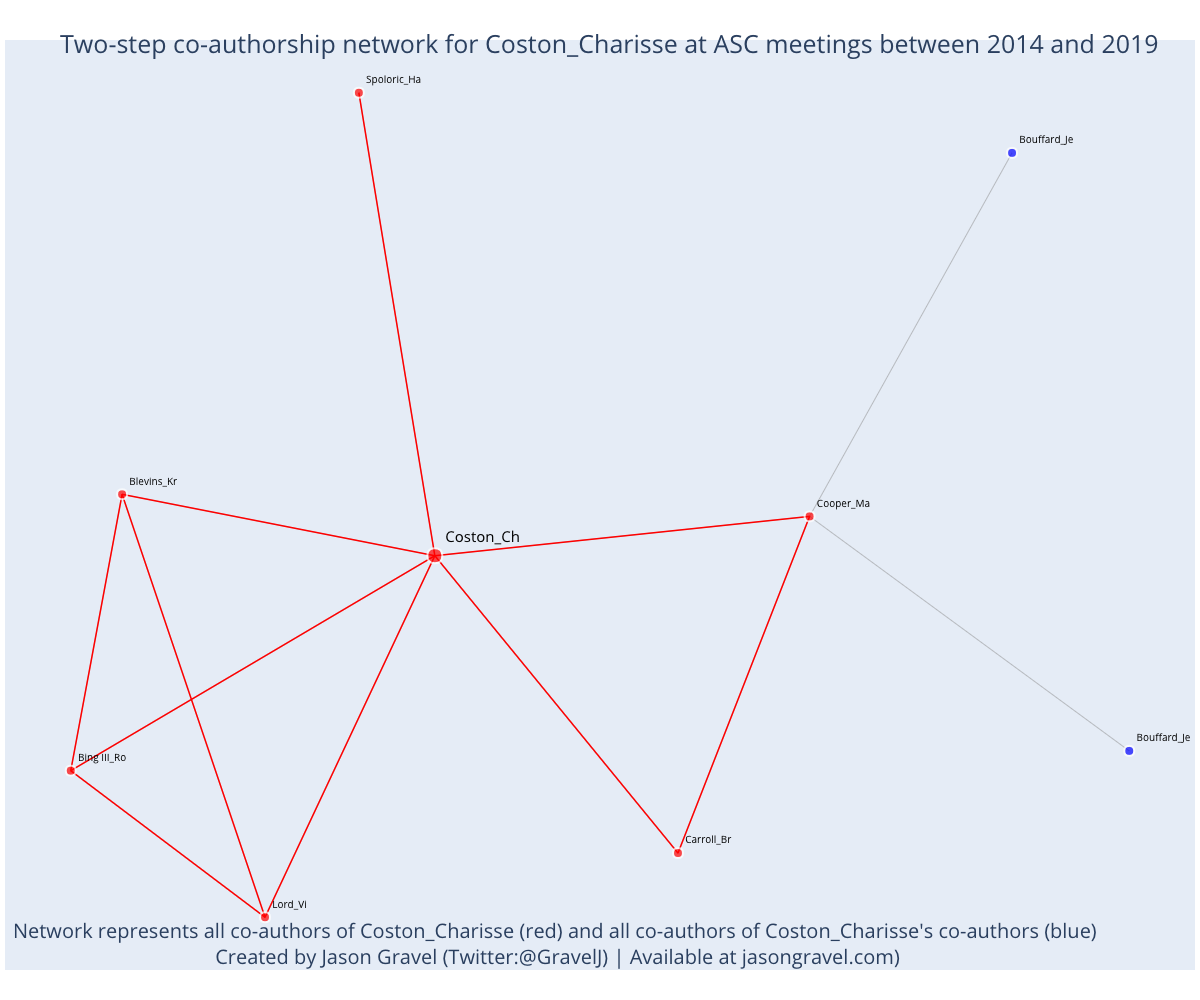 Two-step co-authorship network for Coston_Charisse at ASC meetings between 2014 and 2019
Spoloric_Ha
Bouffard_Je
Blevins_Kr
Cooper_Ma
Coston_Ch
Bouffard_Je
Bing III_Ro
Carroll_Br
Lord_Vi
Network represents all co-authors of Coston_Charisse (red) and all co-authors of Coston_Charisse's co-authors (blue)
Created by Jason Gravel (Twitter:@GravelJ) | Available at jasongravel.com)